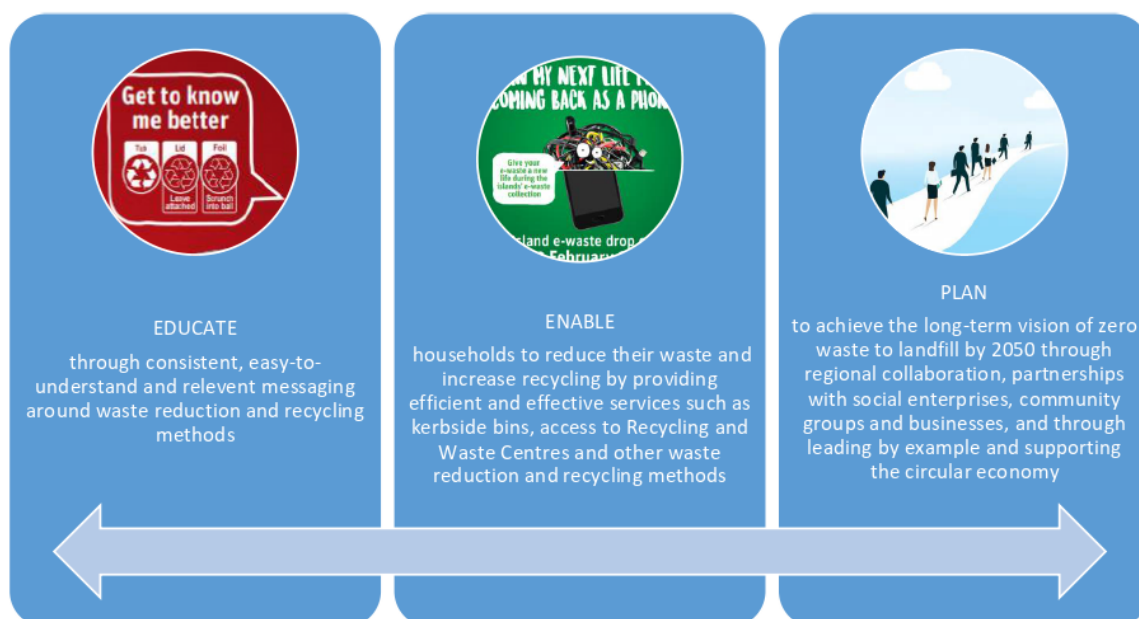 Get to know
me better
Tub
Lid
Foil
Leave
attached
Scrunch
into ball
MY NEXT LIFE
COMING BACK AS A
Give your
e-waste a new
life during the
islands' e-waste
collection
e-waste drop
February
EDUCATE
through consistent, easy-to-
understand and relevent messaging
around waste reduction and recycling
methods
ENABLE
households to reduce their waste and
increase recycling by providing
efficient and effective services such as
kerbside bins, access to Recycling and
Waste Centres and other waste
reduction and recycling methods
PLAN
to achieve the long-term vision of zero
waste to landfill by 2050 through
regional collaboration, partnerships
with social enterprises, community
groups and businesses, and through
leading by example and supporting
the circular economy